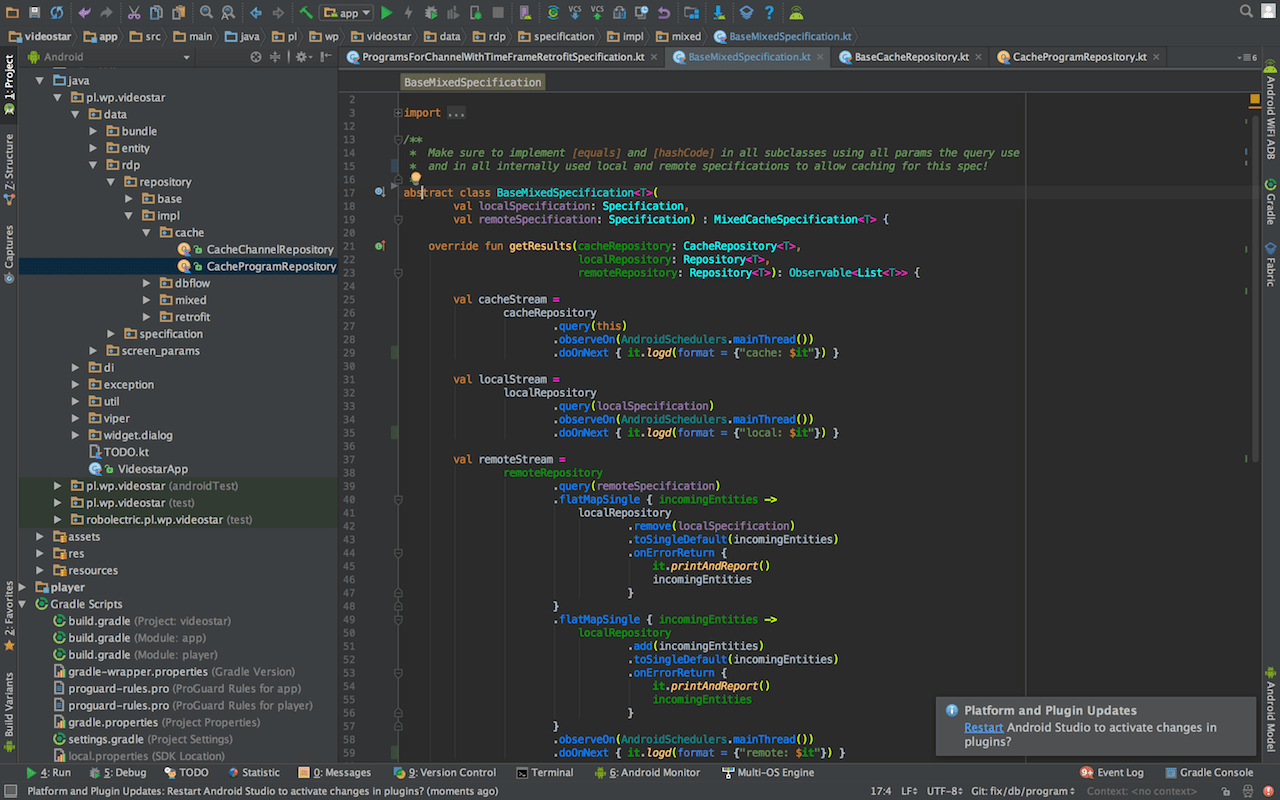 app
videostar
app
src
main
java
pl
wp
videostar
data
rdp
specification
impl
mixed
BaseMixedSpecification.kt
Android
ProgramsForChannelWithTimeFrameRetrofitSpecification.kt
BaseMixedSpecification.kt
BaseCacheRepository.kt
CacheProgramRepository.kt
6
1: Project
Z: Structure
Captures
2: Favorites
Build Variants
java
pl.wp.videostar
data
bundle
entity
rdp
repository
base
impl
cache
CacheChannelRepository
CacheProgramRepository
dbflow
mixed
retrofit
specification
screen_params
di
exception
util
viper
widget.dialog
TODO.kt
VideostarApp
pl.wp.videostar (androidTest)
pl.wp.videostar (test)
robolectric.pl.wp.videostar (test)
assets
res
resources
player
Gradle Scripts
build.gradle (Project: videostar)
build.gradle (Module: app)
build.gradle (Module: player)
gradle-wrapper.properties (Gradle Version)
proguard-rules.pro (ProGuard Rules for app)
proguard-rules.pro (ProGuard Rules for player)
gradle.properties (Project Properties)
settings.gradle (Project Settings)
local.properties (SDK Location)
BaseMixedSpecification
2
3 import ...
12
13 /**
14 * Make sure to implement [equals] and [hashCode] in all subclasses using all params the query use
15 * and in all internally used local and remote specifications to allow caching for this spec!
16
17 abstract class BaseMixedSpecification<T>(
18 val localSpecification: Specification,
19 val remoteSpecification: Specification) : MixedCacheSpecification<T> {
20
21 override fun getResults(cacheRepository: CacheRepository<T>,
22 localRepository: Repository<T>,
23 remoteRepository: Repository<T>): Observable<List<T>> {
24
25 val cacheStream =
26 cacheRepository
27 .query(this)
28 .observeOn(AndroidSchedulers.mainThread())
29 .doOnNext { it.logd(format = {"cache: $it"}) }
30
31 val localStream =
32 localRepository
33 .query(localSpecification)
34 .observeOn(AndroidSchedulers.mainThread())
35 .doOnNext { it.logd(format = {"local: $it"}) }
36
37 val remoteStream =
38 remoteRepository
39 .query(remoteSpecification)
40 .flatMapSingle { incomingEntities ->
41 localRepository
42 .remove(localSpecification)
43 .toSingleDefault(incomingEntities)
44 .onErrorReturn {
45 it.printAndReport()
46 incomingEntities
47 }
48 }
49 .flatMapSingle { incomingEntities ->
50 localRepository
51 .add(incomingEntities)
52 .toSingleDefault(incomingEntities)
53 .onErrorReturn {
54 it.printAndReport()
55 incomingEntities
56 }
57 }
58 .observeOn(AndroidSchedulers.mainThread())
59 .doOnNext { it.logd(format = {"remote: $it"}) }
Android WiFi ADB
Gradle
Fabric
Android Model
Platform and Plugin Updates
Restart Android Studio to activate changes in
plugins?
4: Run
5: Debug
TODO
Statistic
0: Messages
9: Version Control
Terminal
6: Android Monitor
Multi-OS Engine
9+ Event Log
Gradle Console
Platform and Plugin Updates: Restart Android Studio to activate changes in plugins? (moments ago)
17:4
LF
UTF-8
Git: fix/db/program
Context: <no context>